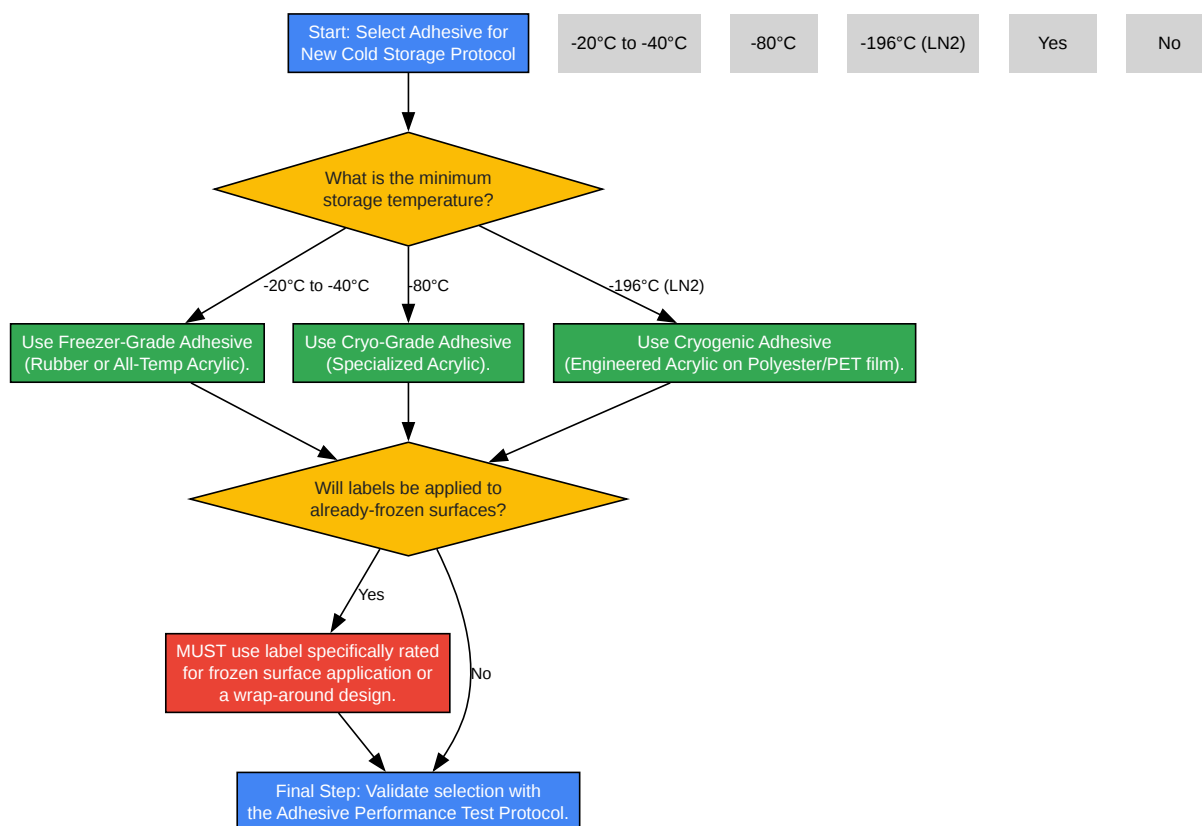 Start: Select Adhesive for
New Cold Storage Protocol
-20°C to -40°C
-80°C
-196°C (LN2)
Yes
No
What is the minimum
storage temperature?
-20°C to -40°C
-80°C
-196°C (LN2)
Use Freezer-Grade Adhesive
(Rubber or All-Temp Acrylic).
Use Cryo-Grade Adhesive
(Specialized Acrylic).
Use Cryogenic Adhesive
(Engineered Acrylic on Polyester/PET film).
Will labels be applied to
already-frozen surfaces?
Yes
MUST use label specifically rated
for frozen surface application or
a wrap-around design.
No
Final Step: Validate selection with
the Adhesive Performance Test Protocol.